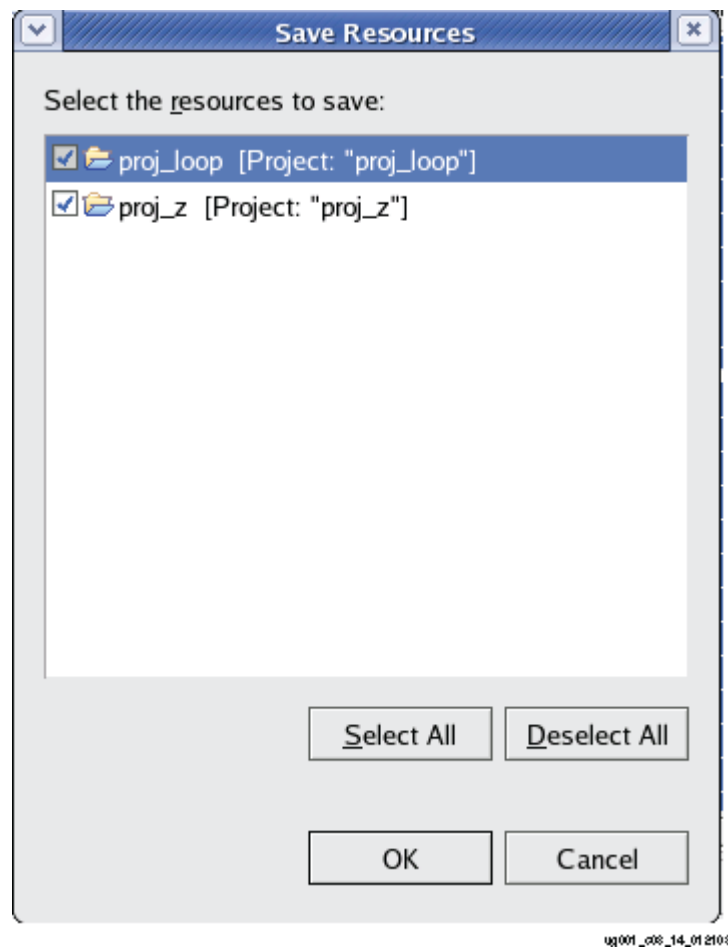 Save Resources
Select the resources to save:
proj_loop [Project: "proj_loop"]
proj_z [Project: "proj_z"]
Select All Deselect All
OK Cancel